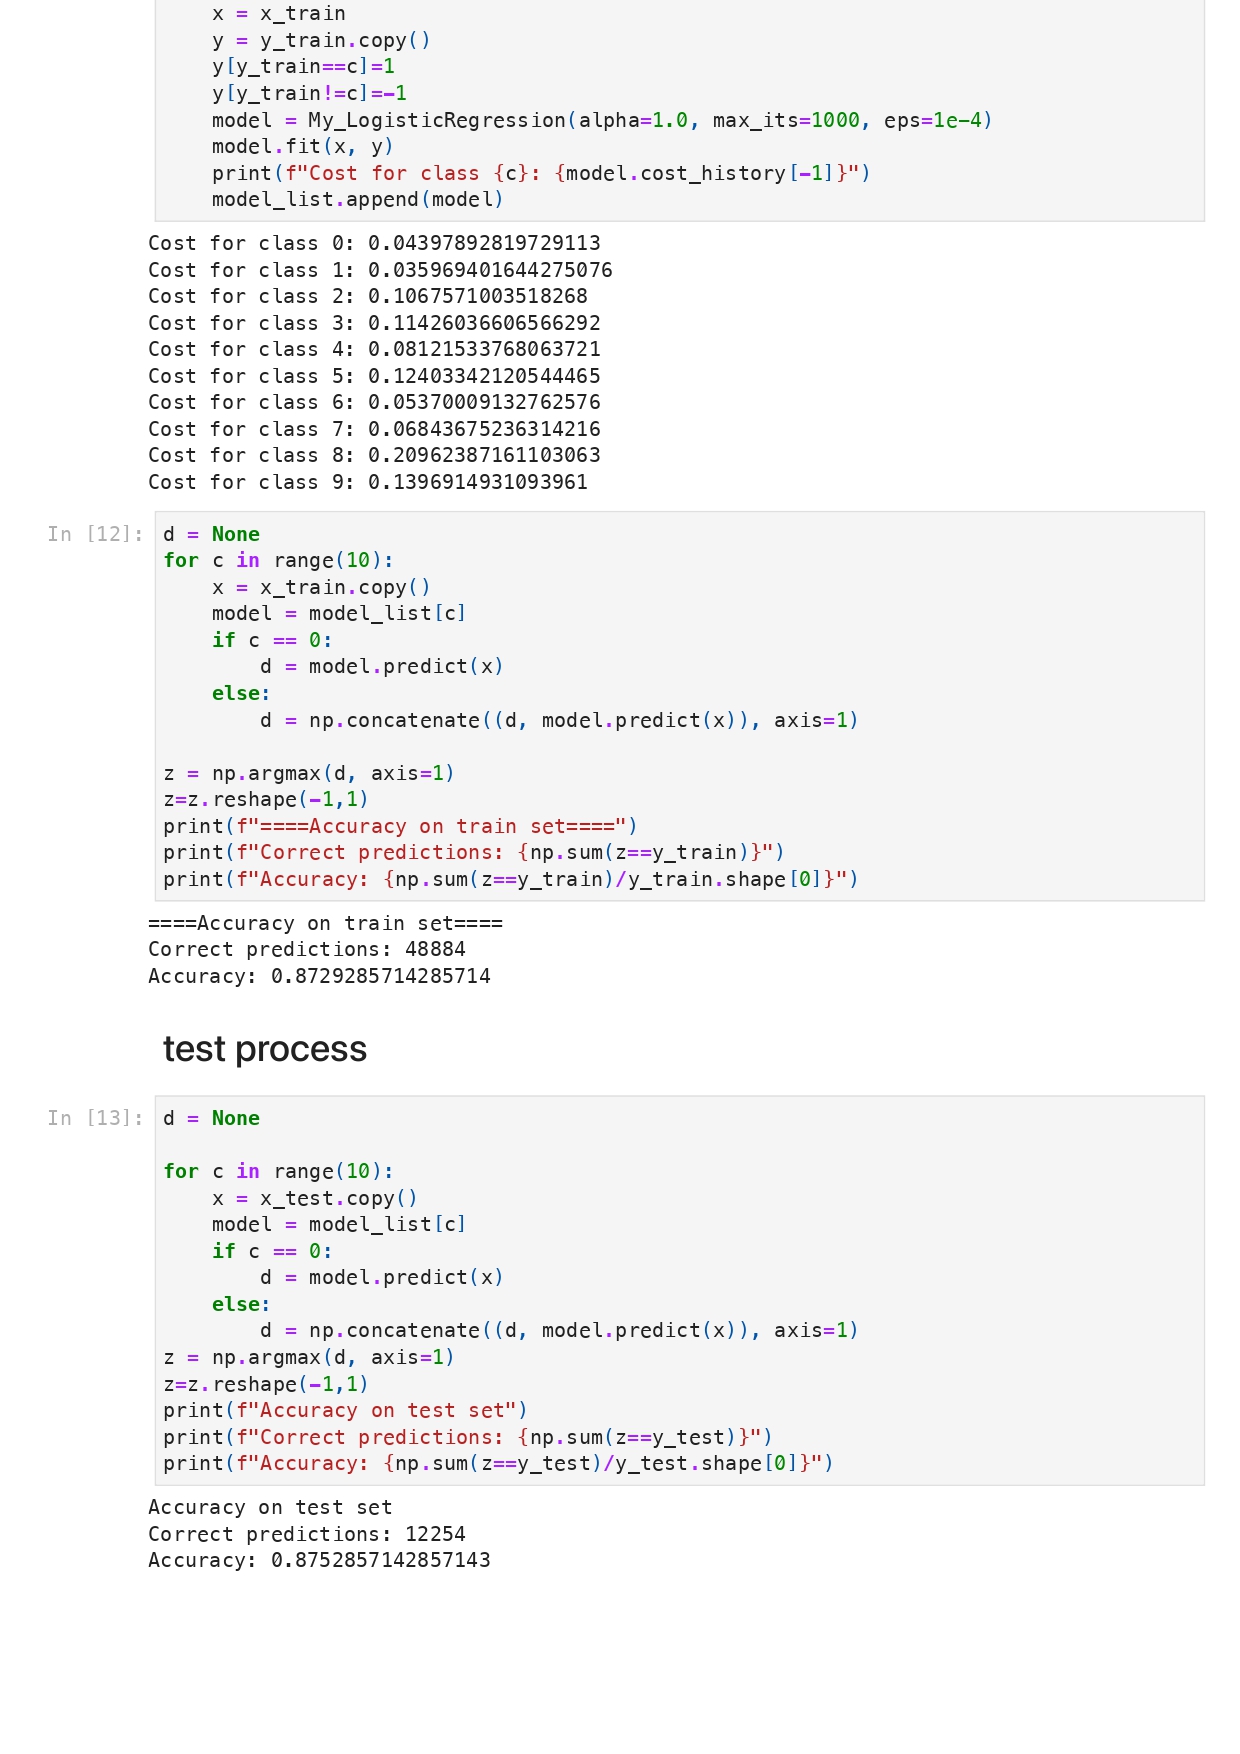 x = x_train
    y = y_train.copy()
    y[y_train==c]=1
    y[y_train!=c]=-1
    model = My_LogisticRegression(alpha=1.0, max_its=1000, eps=1e-4)
    model.fit(x, y)
    print(f"Cost for class {c}: {model.cost_history[-1]}")
    model_list.append(model)
Cost for class 0: 0.04397892819729113
Cost for class 1: 0.035969401644275076
Cost for class 2: 0.1067571003518268
Cost for class 3: 0.11426036606566292
Cost for class 4: 0.08121533768063721
Cost for class 5: 0.12403342120544465
Cost for class 6: 0.05370009132762576
Cost for class 7: 0.06843675236314216
Cost for class 8: 0.20962387161103063
Cost for class 9: 0.1396914931093961
In [12]: d = None
for c in range(10):
    x = x_train.copy()
    model = model_list[c]
    if c == 0:
        d = model.predict(x)
    else:
        d = np.concatenate((d, model.predict(x)), axis=1)
z = np.argmax(d, axis=1)
z=z.reshape(-1,1)
print(f"====Accuracy on train set====")
print(f"Correct predictions: {np.sum(z==y_train)}")
print(f"Accuracy: {np.sum(z==y_train)/y_train.shape[0]}")
====Accuracy on train set====
Correct predictions: 48884
Accuracy: 0.8729285714285714
test process
In [13]: d = None
for c in range(10):
    x = x_test.copy()
    model = model_list[c]
    if c == 0:
        d = model.predict(x)
    else:
        d = np.concatenate((d, model.predict(x)), axis=1)
z = np.argmax(d, axis=1)
z=z.reshape(-1,1)
print(f"Accuracy on test set")
print(f"Correct predictions: {np.sum(z==y_test)}")
print(f"Accuracy: {np.sum(z==y_test)/y_test.shape[0]}")
Accuracy on test set
Correct predictions: 12254
Accuracy: 0.8752857142857143